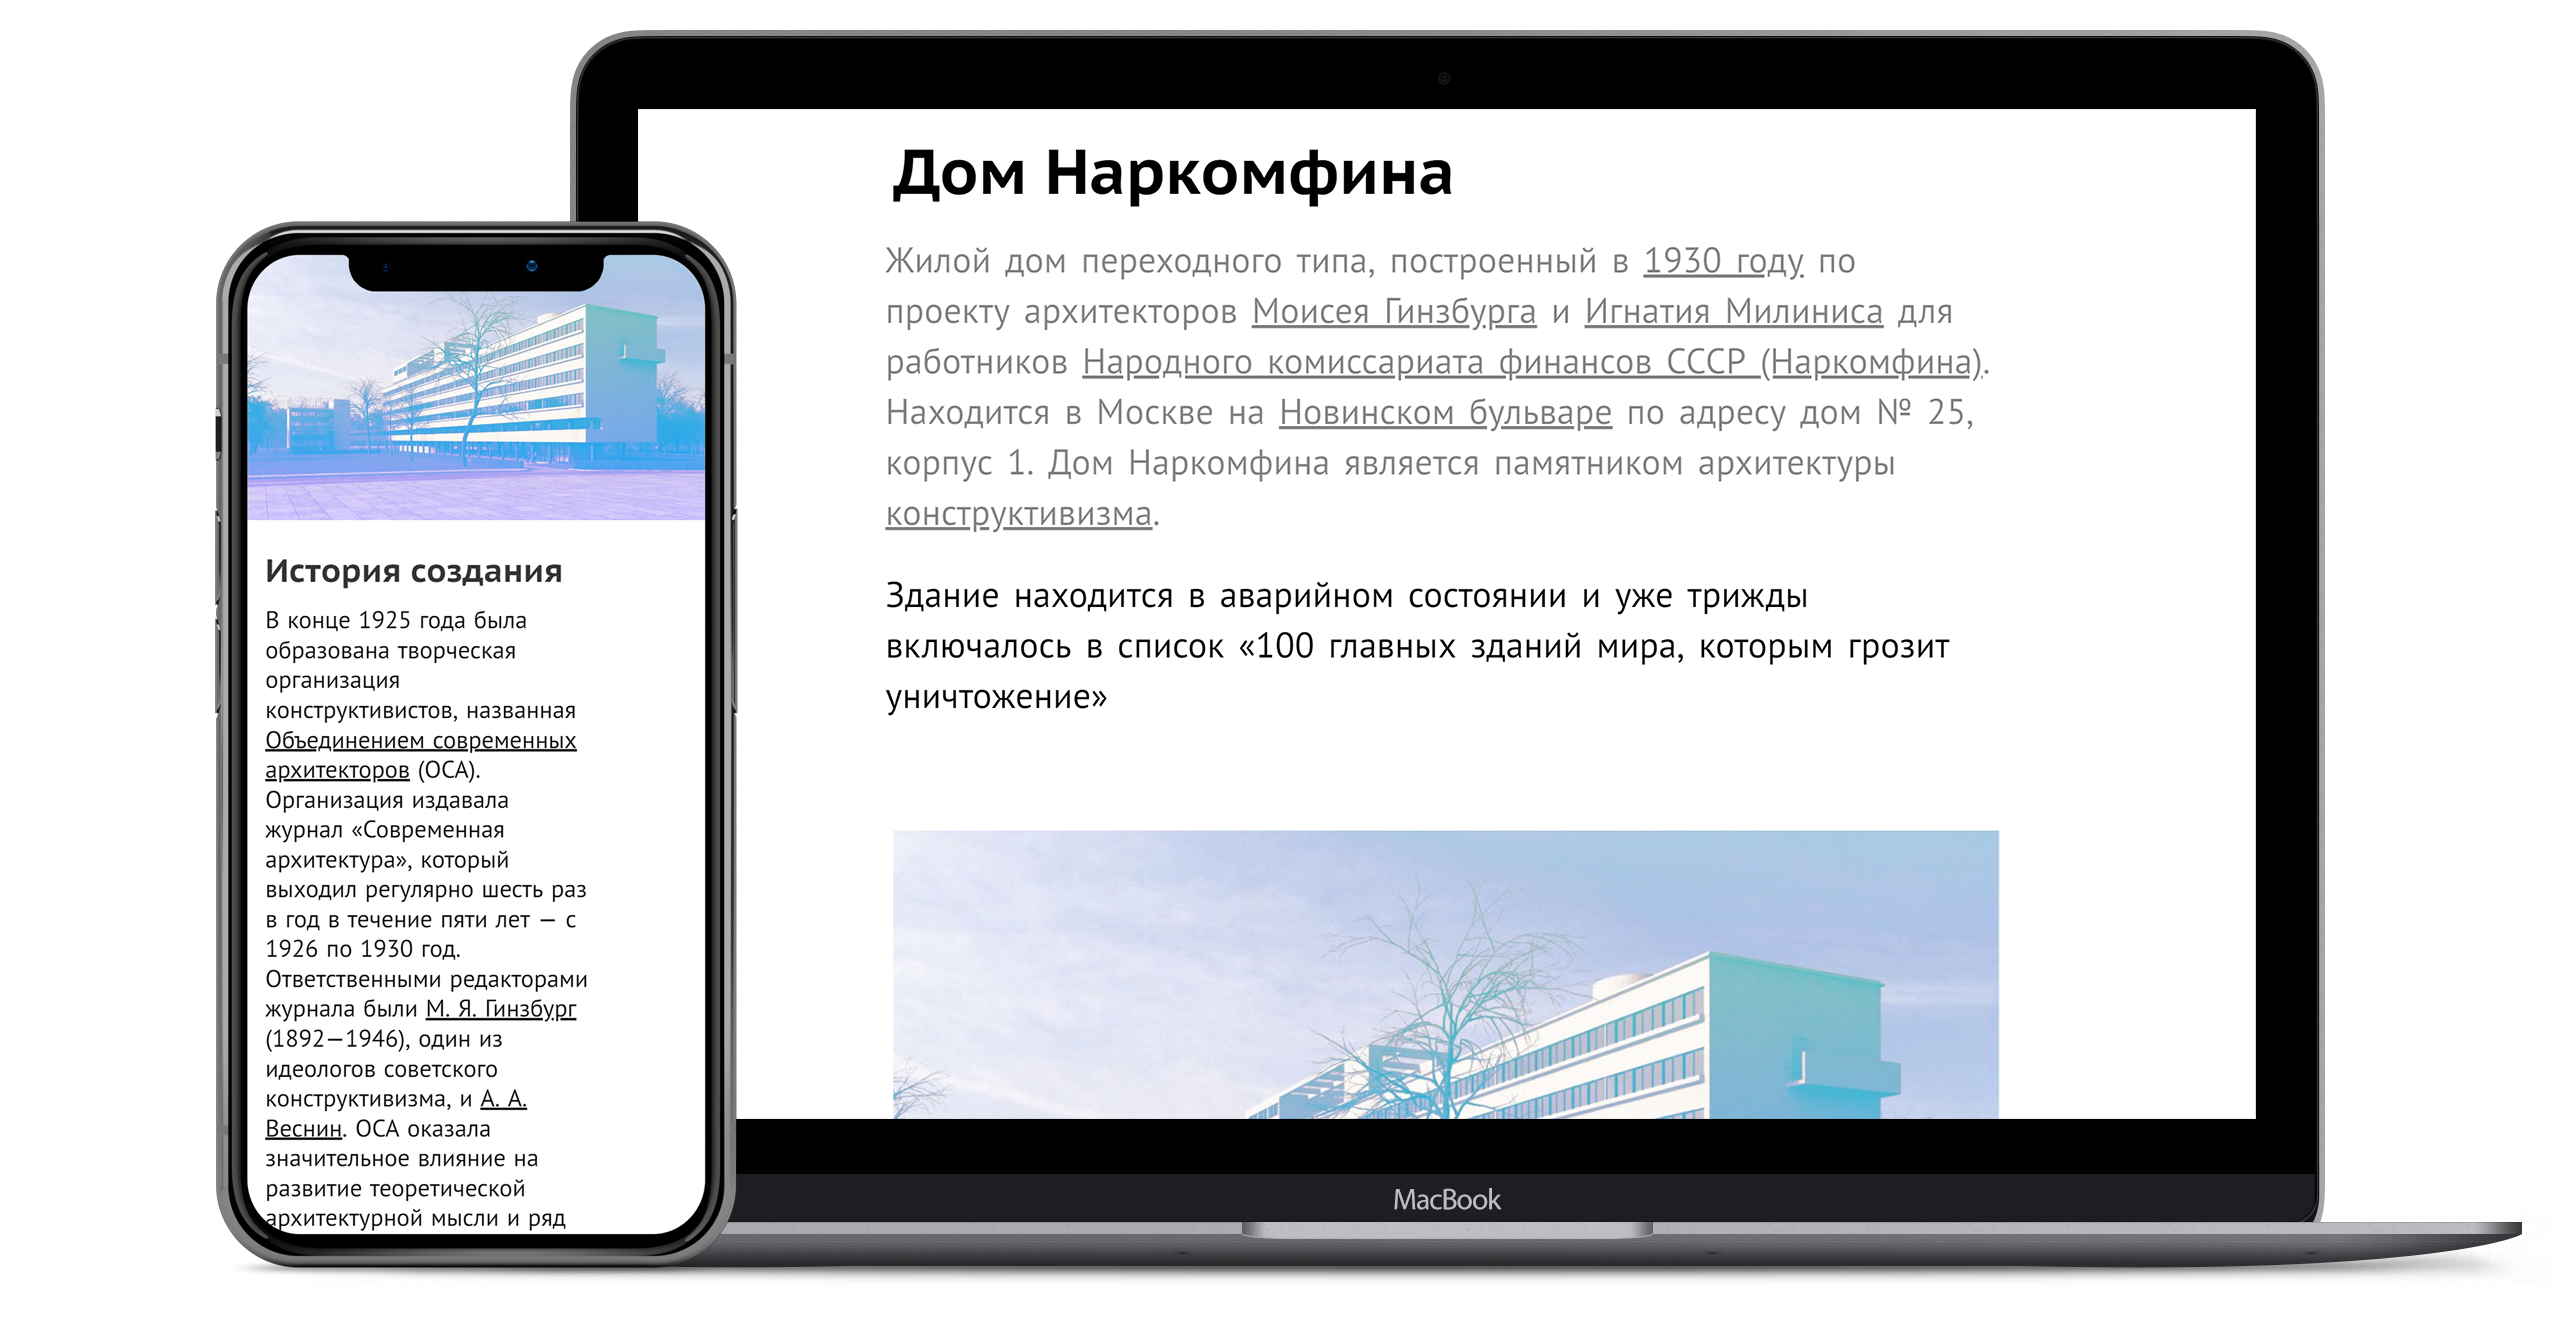 Дом Наркомфина
Жилой дом переходного типа, построенный в 1930 году по
проекту архитекторов Моисея Гинзбурга и Игнатия Милиниса для
работников Народного комиссариата финансов СССР (Наркомфина).
Находится в Москве на Новинском бульваре по адресу дом № 25,
корпус 1. Дом Наркомфина является памятником архитектуры
конструктивизма.
Здание находится в аварийном состоянии и уже трижды
включалось в список «100 главных зданий мира, которым грозит
уничтожение»
MacBook
История создания
В конце 1925 года была
образована творческая
организация
конструктивистов, названная
Объединением современных
архитекторов (ОСА).
Организация издавала
журнал «Современная
архитектура», который
выходил регулярно шесть раз
в год в течение пяти лет — с
1926 по 1930 год.
Ответственными редакторами
журнала были М. Я. Гинзбург
(1892—1946), один из
идеологов советского
конструктивизма, и А. А.
Веснин. ОСА оказала
значительное влияние на
развитие теоретической
архитектурной мысли и ряд